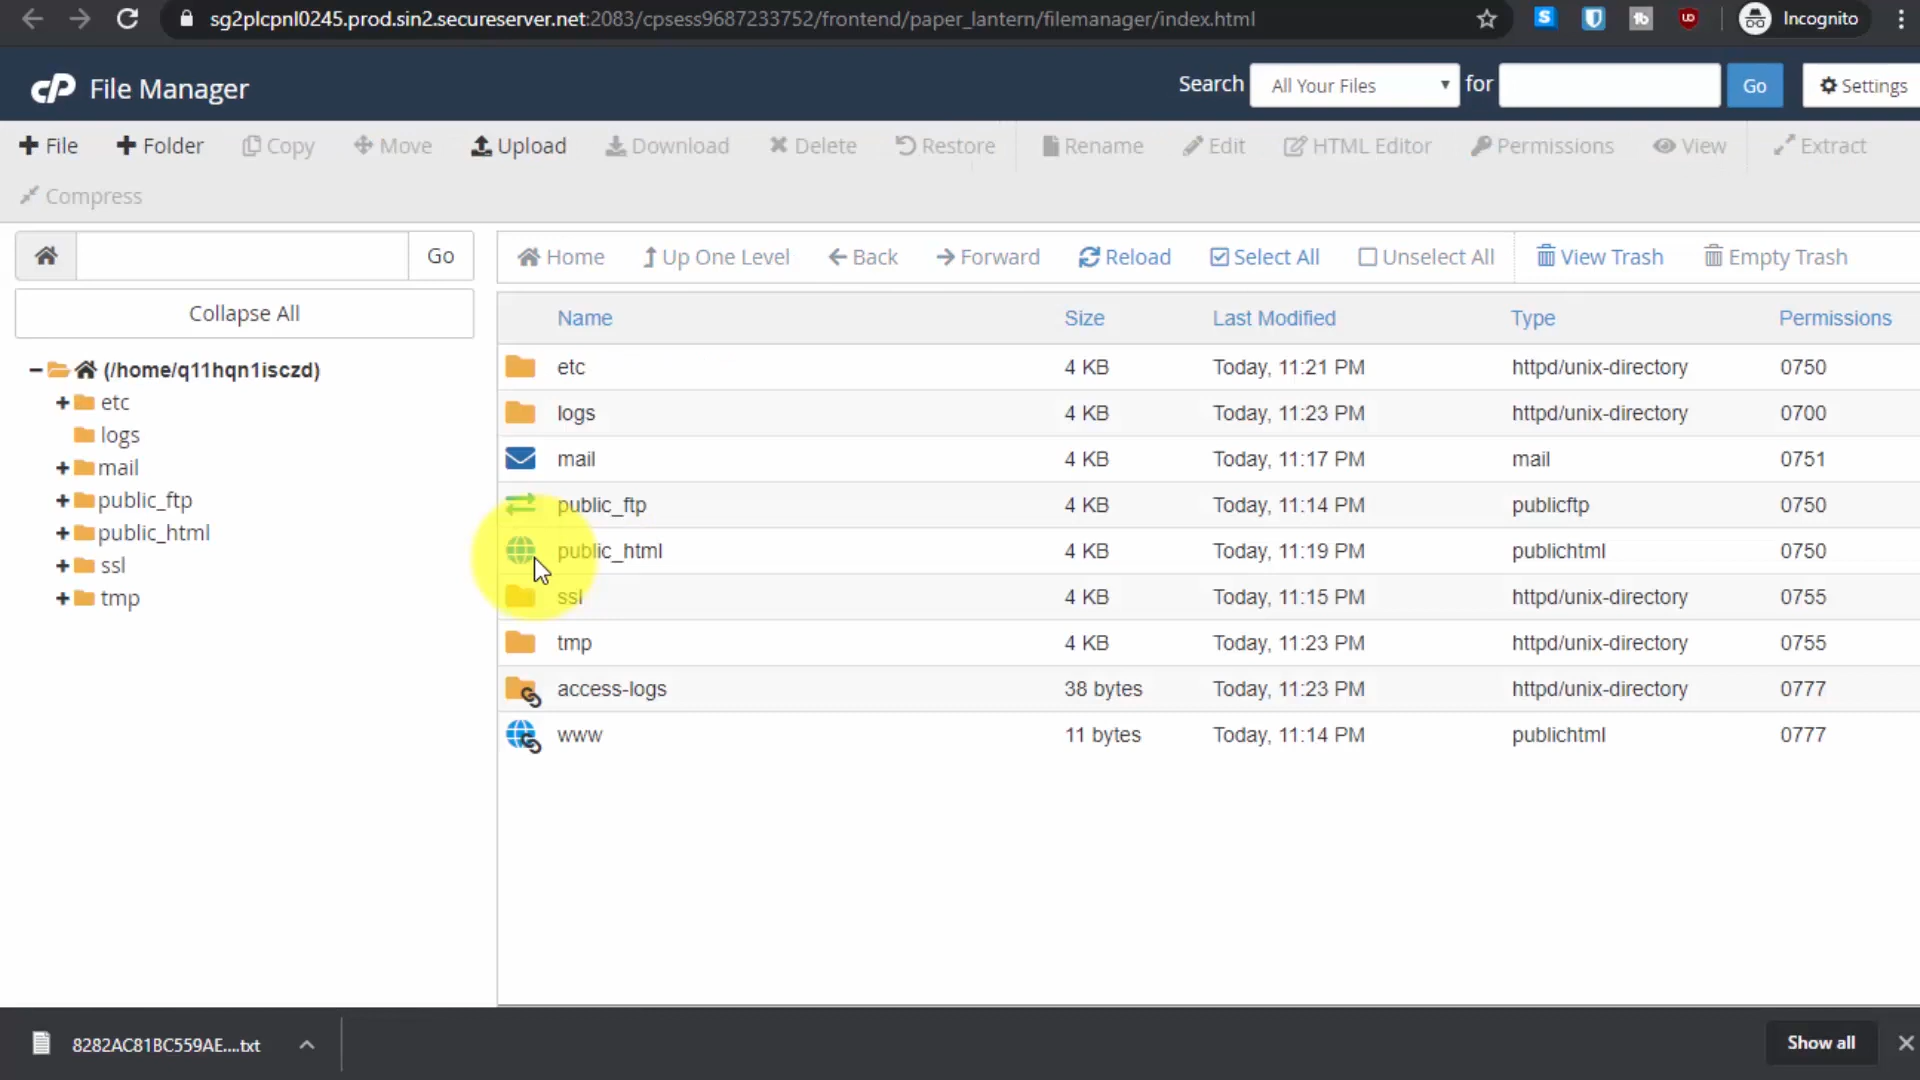 sg2plcpnl0245.prod.sin2.secureserver.net:2083/cpsess9687233752/frontend/paper_lantern/filemanager/index.html
S
tb
Incognito
cP File Manager
Search All Your Files for Go Settings
File Folder Copy Move Upload Download Delete Restore Rename Edit HTML Editor Permissions View Extract
Compress
Go
Home Up One Level Back Forward Reload Select All Unselect All View Trash Empty Trash
Collapse All
(/home/q11hqn1isczd)
etc
logs
mail
public_ftp
public_html
ssl
tmp
Name Size Last Modified Type Permissions
etc 4 KB Today, 11:21 PM httpd/unix-directory 0750
logs 4 KB Today, 11:23 PM httpd/unix-directory 0700
mail 4 KB Today, 11:17 PM mail 0751
public_ftp 4 KB Today, 11:14 PM publicftp 0750
public_html 4 KB Today, 11:19 PM publichtml 0750
ssl 4 KB Today, 11:15 PM httpd/unix-directory 0755
tmp 4 KB Today, 11:23 PM httpd/unix-directory 0755
access-logs 38 bytes Today, 11:23 PM httpd/unix-directory 0777
www 11 bytes Today, 11:14 PM publichtml 0777
8282AC81BC559AE....txt
Show all